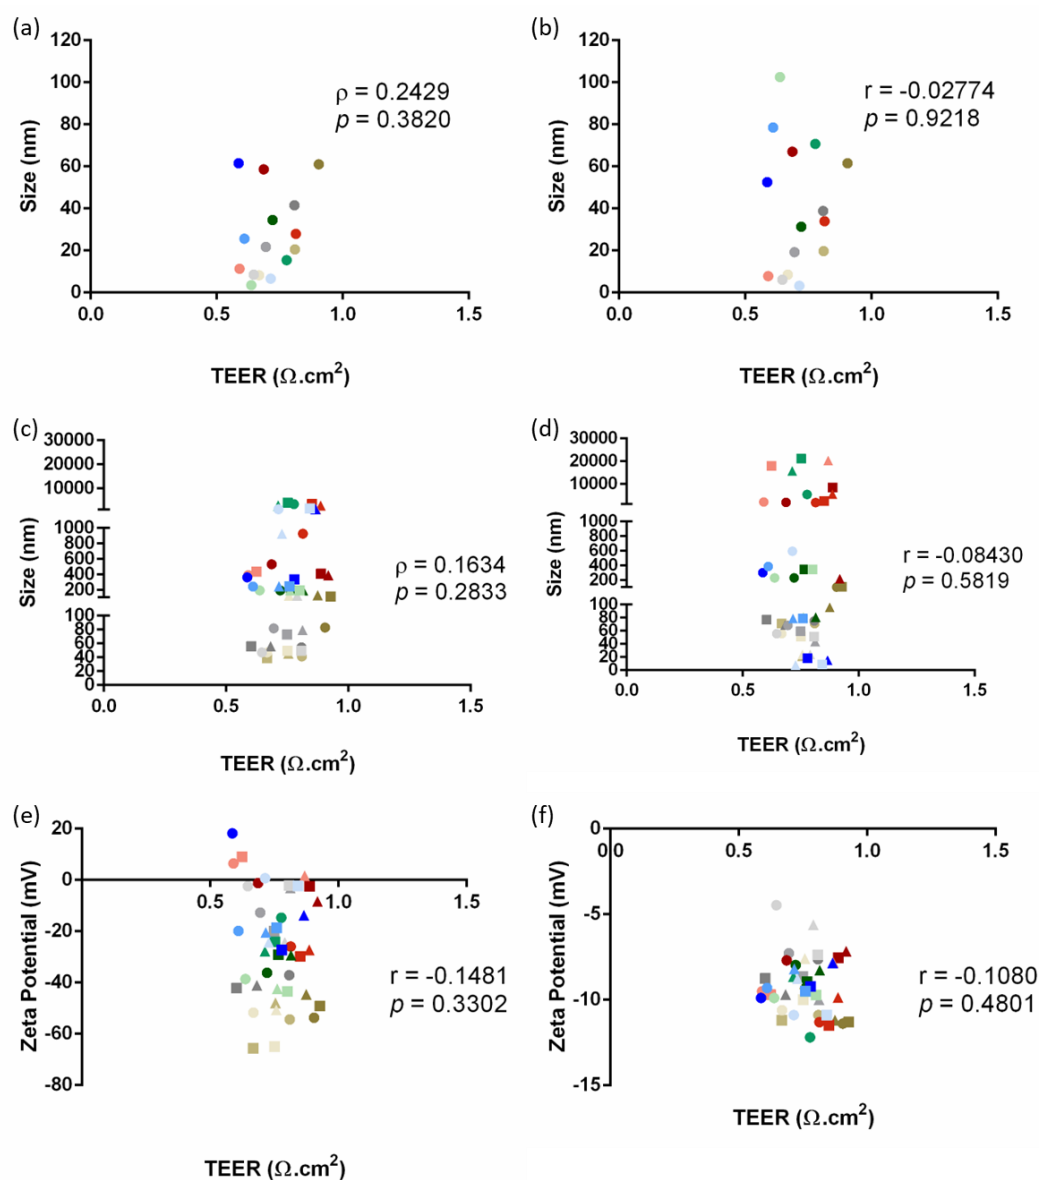 (a)
120
100
80
60
40
20
0
Size (nm)
ρ = 0.2429
p = 0.3820
0.0 0.5 1.0 1.5
TEER (Ω.cm²)
(b)
120
100
80
60
40
20
0
Size (nm)
r = -0.02774
p = 0.9218
0.0 0.5 1.0 1.5
TEER (Ω.cm²)
(c)
30000
20000
10000
1000
800
600
400
200
80
60
40
20
0
Size (nm)
ρ = 0.1634
p = 0.2833
0.0 0.5 1.0 1.5
TEER (Ω.cm²)
(d)
30000
20000
10000
1000
800
600
400
200
80
60
40
20
0
Size (nm)
r = -0.08430
p = 0.5819
0.0 0.5 1.0 1.5
TEER (Ω.cm²)
(e)
20
0
-20
-40
-60
-80
Zeta Potential (mV)
0.5 1.0 1.5
r = -0.1481
p = 0.3302
TEER (Ω.cm²)
(f)
0
-5
-10
-15
Zeta Potential (mV)
0.0 0.5 1.0 1.5
r = -0.1080
p = 0.4801
TEER (Ω.cm²)